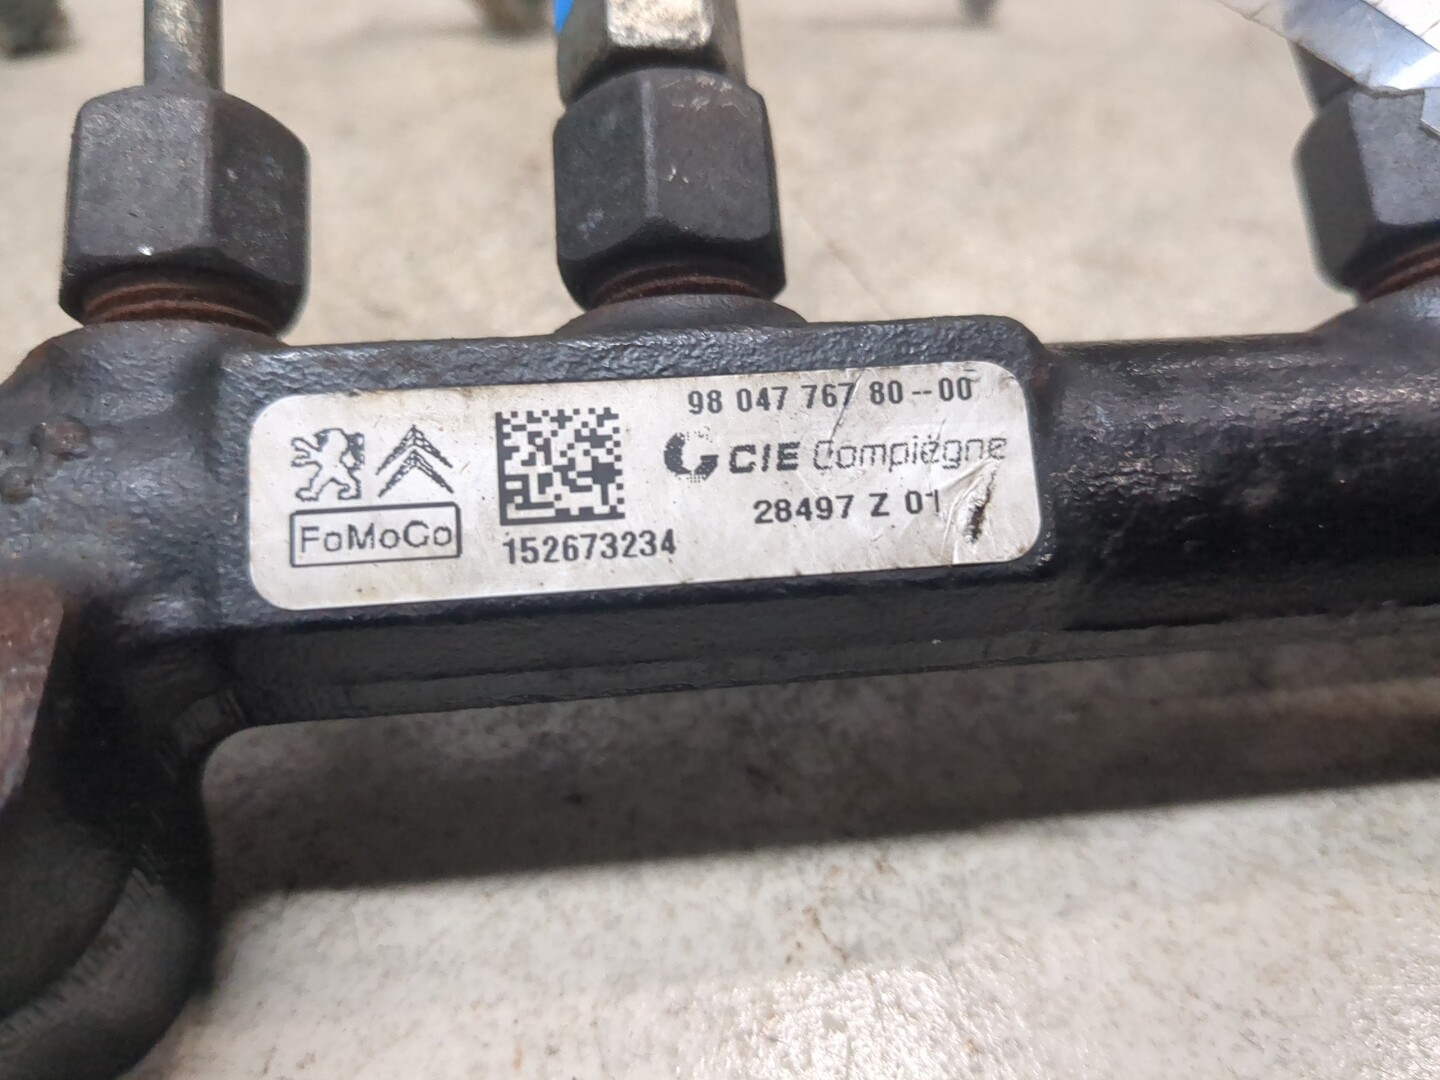 98 047 767 80--00
CIE Compiègne
28497 Z 01
FoMoCo
152673234